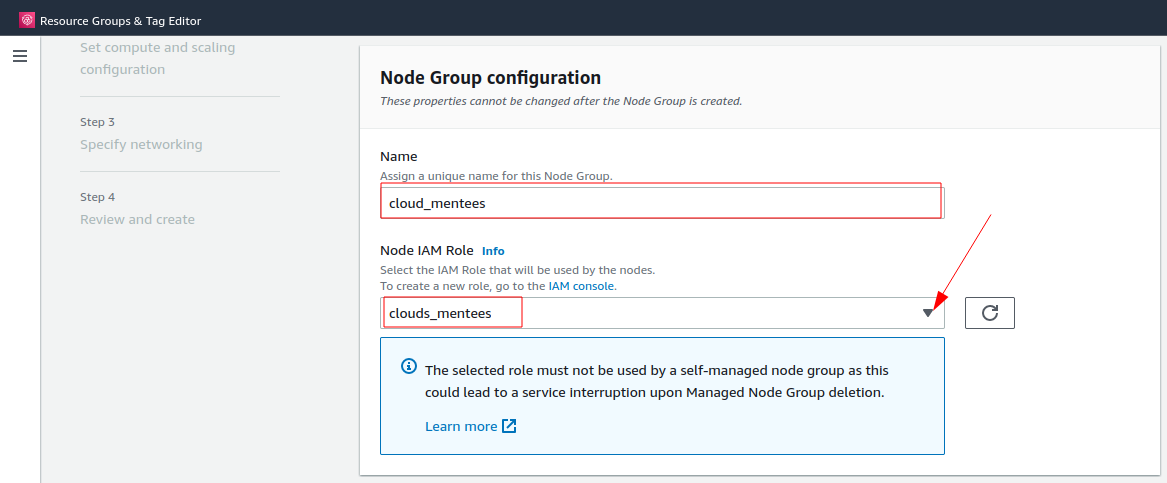 Resource Groups & Tag Editor
Set compute and scaling
configuration
Step 3
Specify networking
Step 4
Review and create
Node Group configuration
These properties cannot be changed after the Node Group is created.
Name
Assign a unique name for this Node Group.
cloud_mentees
Node IAM Role Info
Select the IAM Role that will be used by the nodes.
To create a new role, go to the IAM console.
clouds_mentees
The selected role must not be used by a self-managed node group as this
could lead to a service interruption upon Managed Node Group deletion.
Learn more